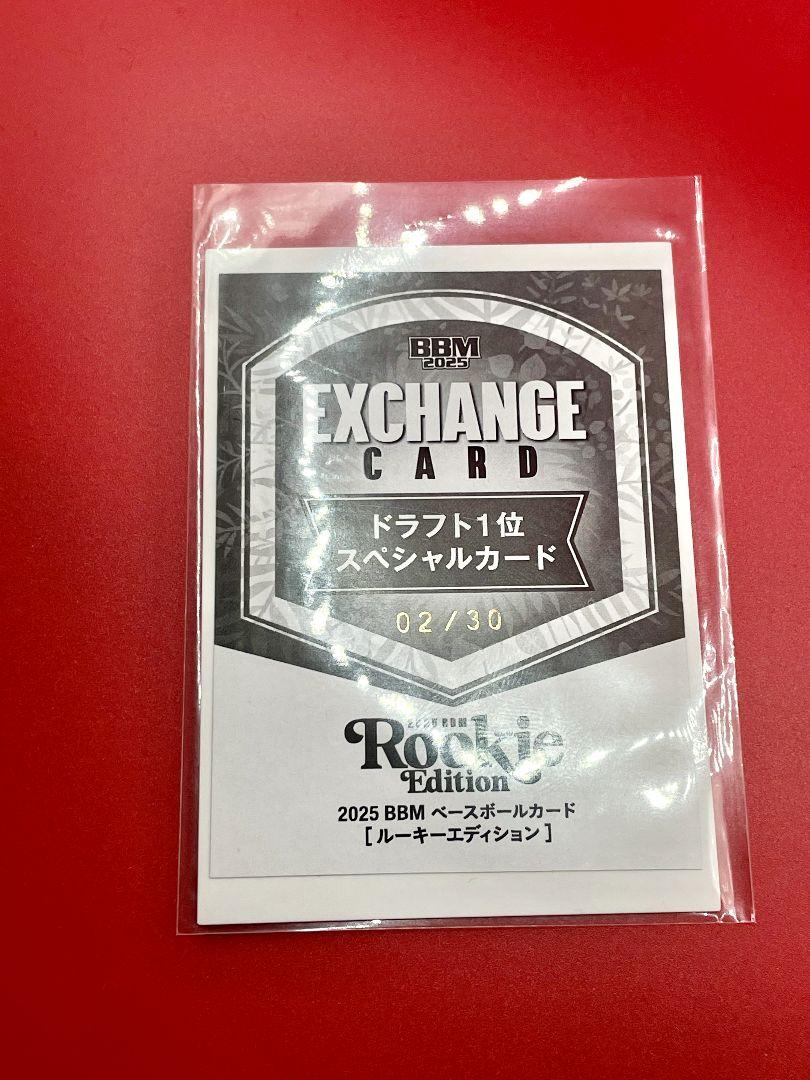 BBM
2025
EXCHANGE
CARD
ドラフト1位
スペシャルカード
02/30
2025 BBM
Rookie
Edition
2025 BBM ベースボールカード
[ルーキーエディション]